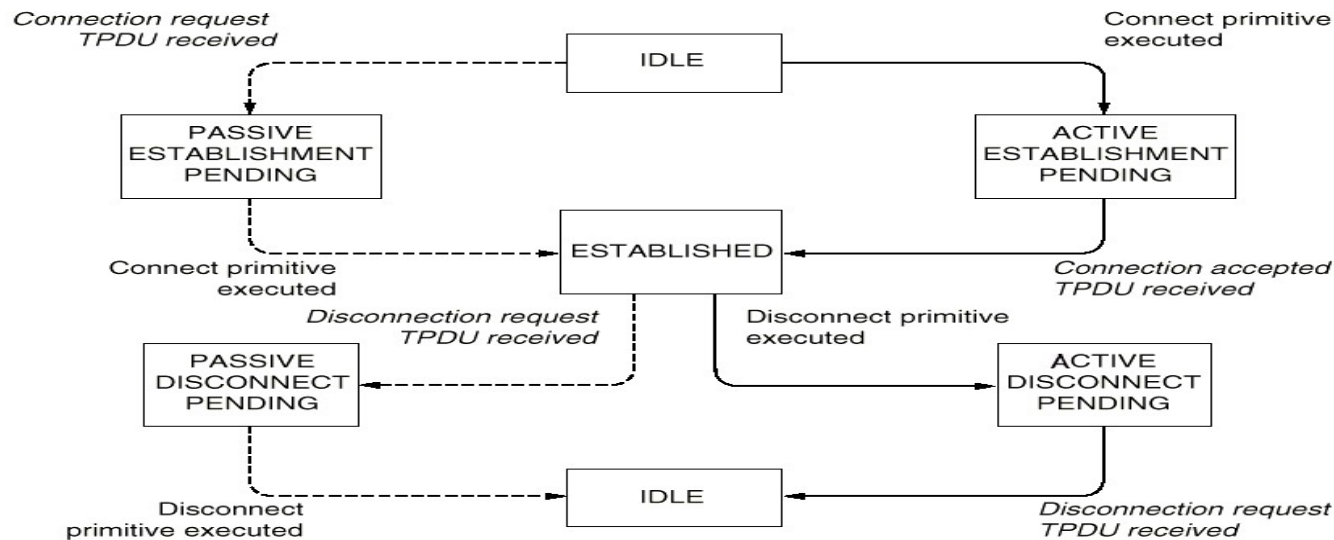 Connection request
TPDU received
IDLE
Connect primitive
executed
PASSIVE
ESTABLISHMENT
PENDING
ACTIVE
ESTABLISHMENT
PENDING
ESTABLISHED
Connect primitive
executed
Connection accepted
TPDU received
Disconnection request
TPDU received
Disconnect primitive
executed
PASSIVE
DISCONNECT
PENDING
ACTIVE
DISCONNECT
PENDING
IDLE
Disconnect
primitive executed
Disconnection request
TPDU received